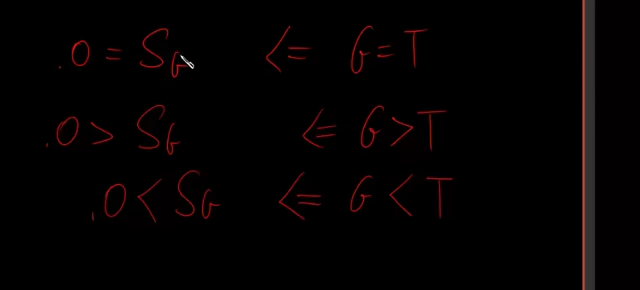 .0 = S_G <= G = T
.0 > S_G <= G > T
.0 < S_G <= G < T